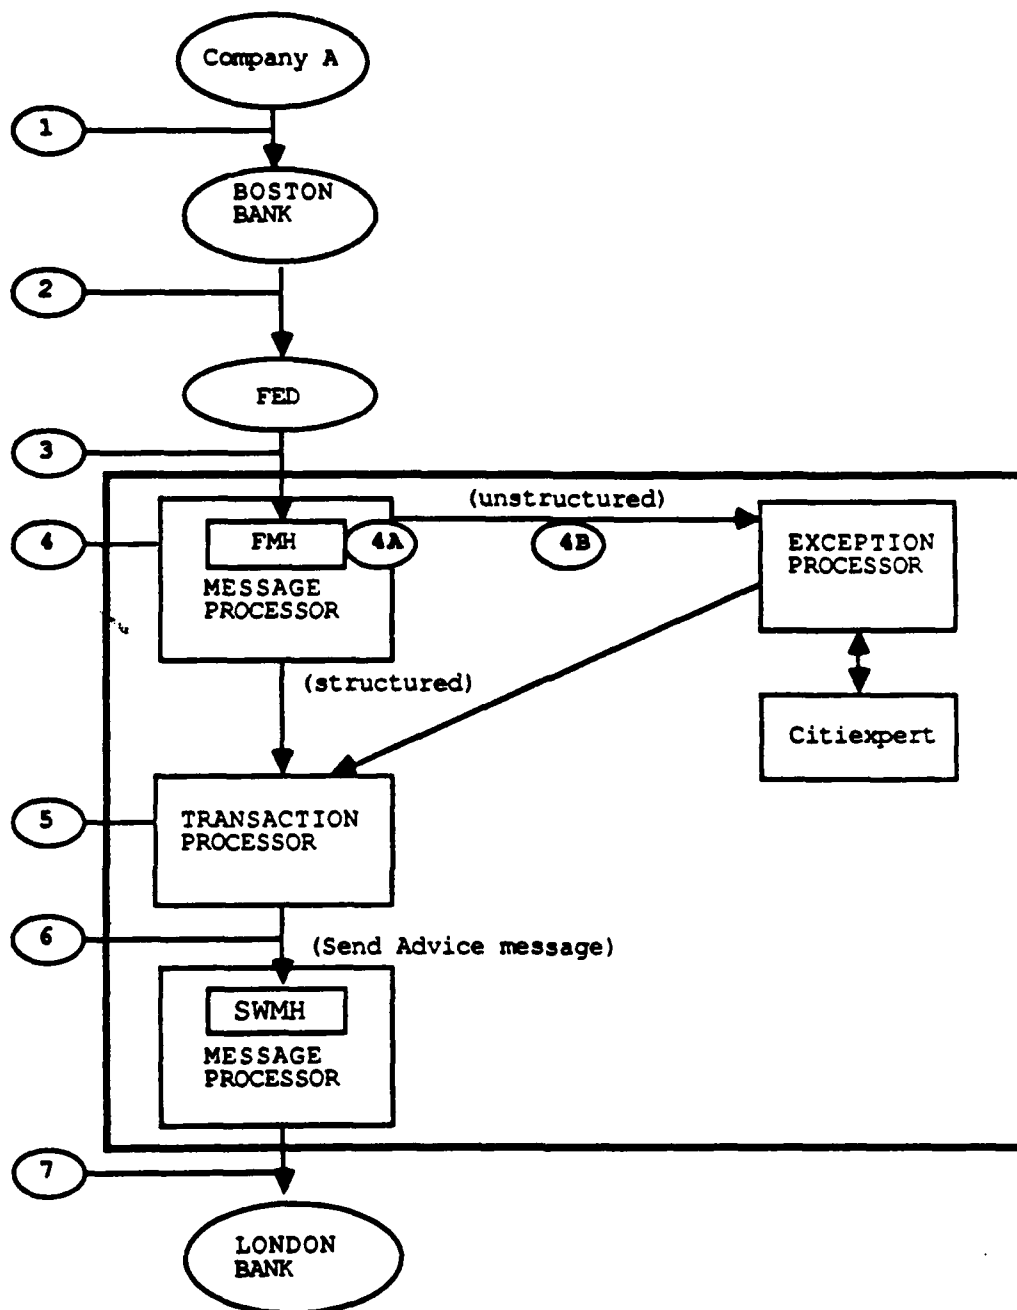 Company A
1
BOSTON
BANK
2
FED
3
(unstructured)
4
FMH
4A
4B
EXCEPTION
PROCESSOR
MESSAGE
PROCESSOR
(structured)
Citiexpert
5
TRANSACTION
PROCESSOR
6
(Send Advice message)
SWMH
MESSAGE
PROCESSOR
7
LONDON
BANK